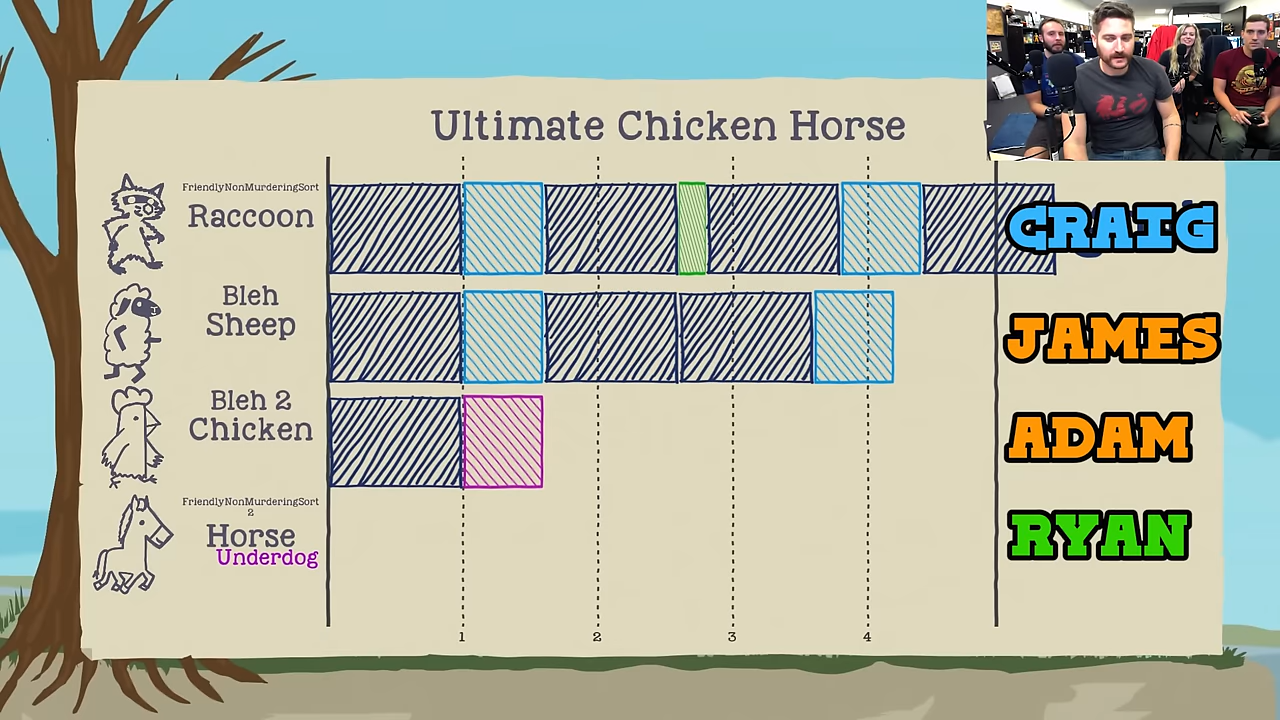 Ultimate Chicken Horse
FriendlyNonMurderingSort
Raccoon
CRAIG
Bleh
Sheep
JAMES
Bleh 2
Chicken
ADAM
FriendlyNonMurderingSort
2
Horse
Underdog
RYAN
1 2 3 4